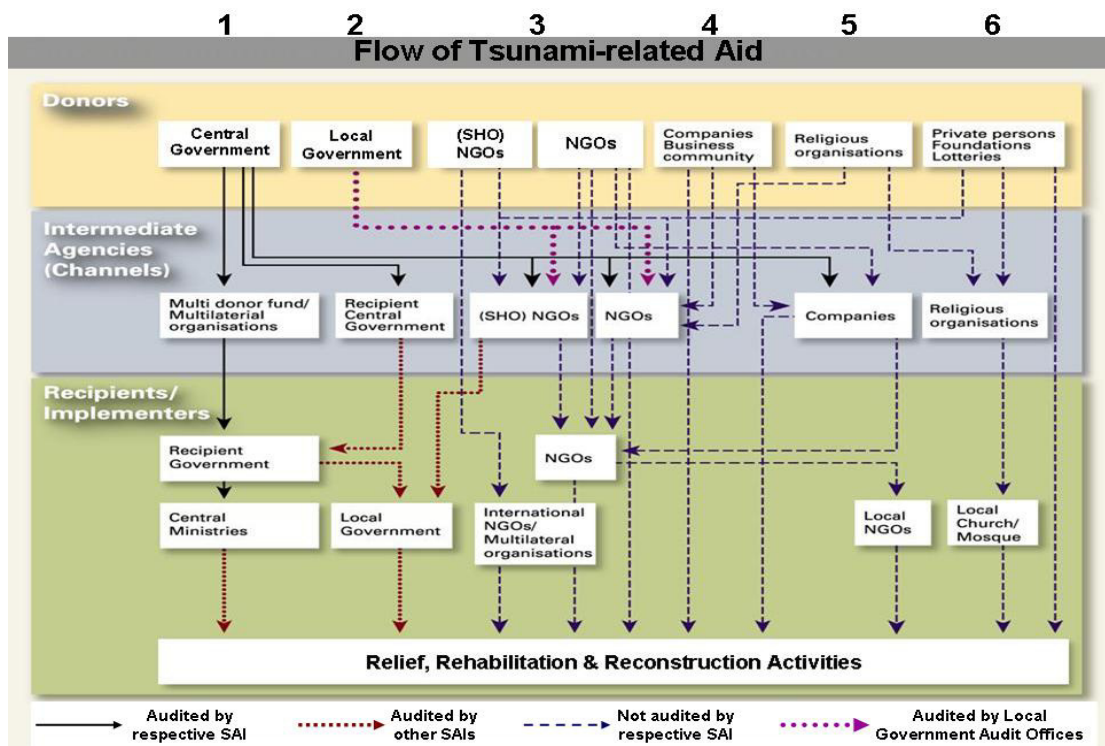 1 2 3 4 5 6
Flow of Tsunami-related Aid
Donors
Central
Government
Local
Government
(SHO)
NGOs
NGOs
Companies
Business
community
Religious
organisations
Private persons
Foundations
Lotteries
Intermediate
Agencies
(Channels)
Multi donor fund/
Multilaterial
organisations
Recipient
Central
Government
(SHO) NGOs
NGOs
Companies
Religious
organisations
Recipients/
Implementers
Recipient
Government
NGOs
Central
Ministries
Local
Government
International
NGOs/
Multilateral
organisations
Local
NGOs
Local
Church/
Mosque
Relief, Rehabilitation & Reconstruction Activities
Audited by
respective SAI
Audited by
other SAIs
Not audited by
respective SAI
Audited by Local
Government Audit Offices